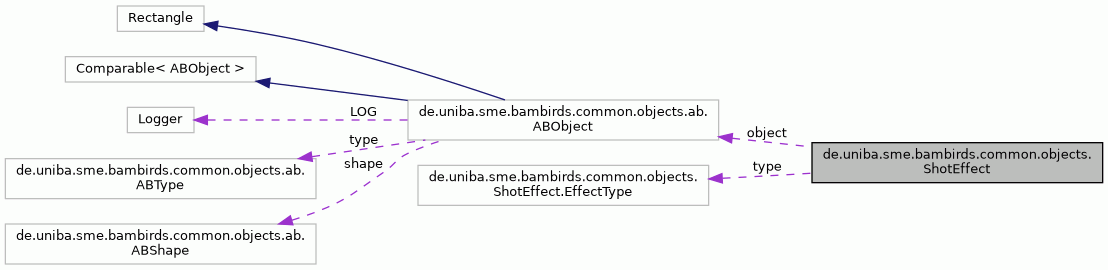 Rectangle
Comparable< ABObject >
Logger
LOG
de.uniba.sme.bambirds.common.objects.ab.
ABObject
type
shape
de.uniba.sme.bambirds.common.objects.ab.
ABType
de.uniba.sme.bambirds.common.objects.ab.
ABShape
object
type
de.uniba.sme.bambirds.common.objects.
ShotEffect.EffectType
de.uniba.sme.bambirds.common.objects.
ShotEffect